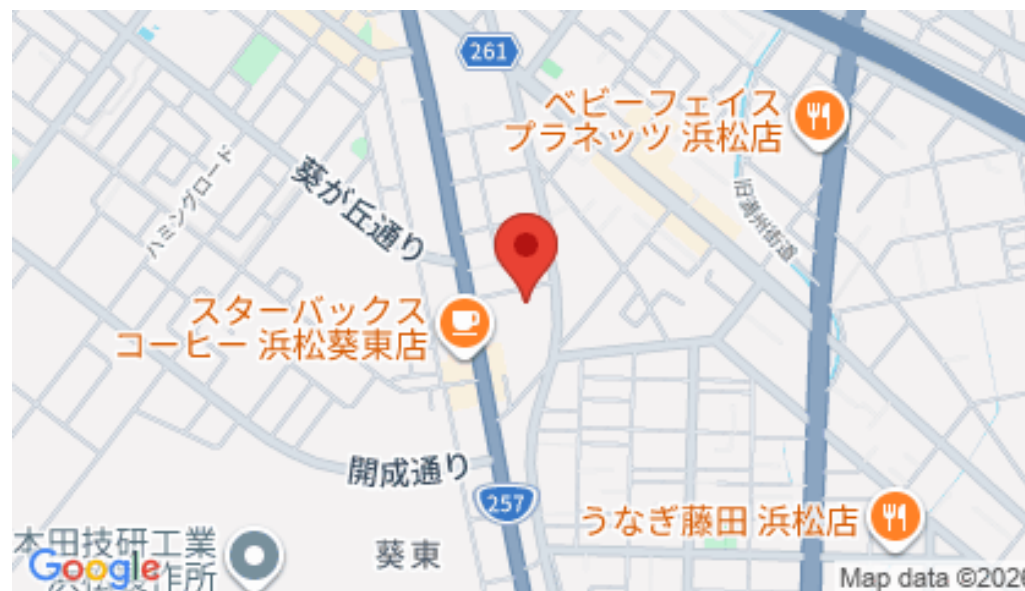 261
ベビーフェイス
プラネッツ 浜松店
葵が丘通り
ハミングロード
旧満州街道
スターバックス
コーヒー 浜松葵東店
開成通り
257
うなぎ藤田 浜松店
本田技研工業
葵東
Google
Map data ©2026